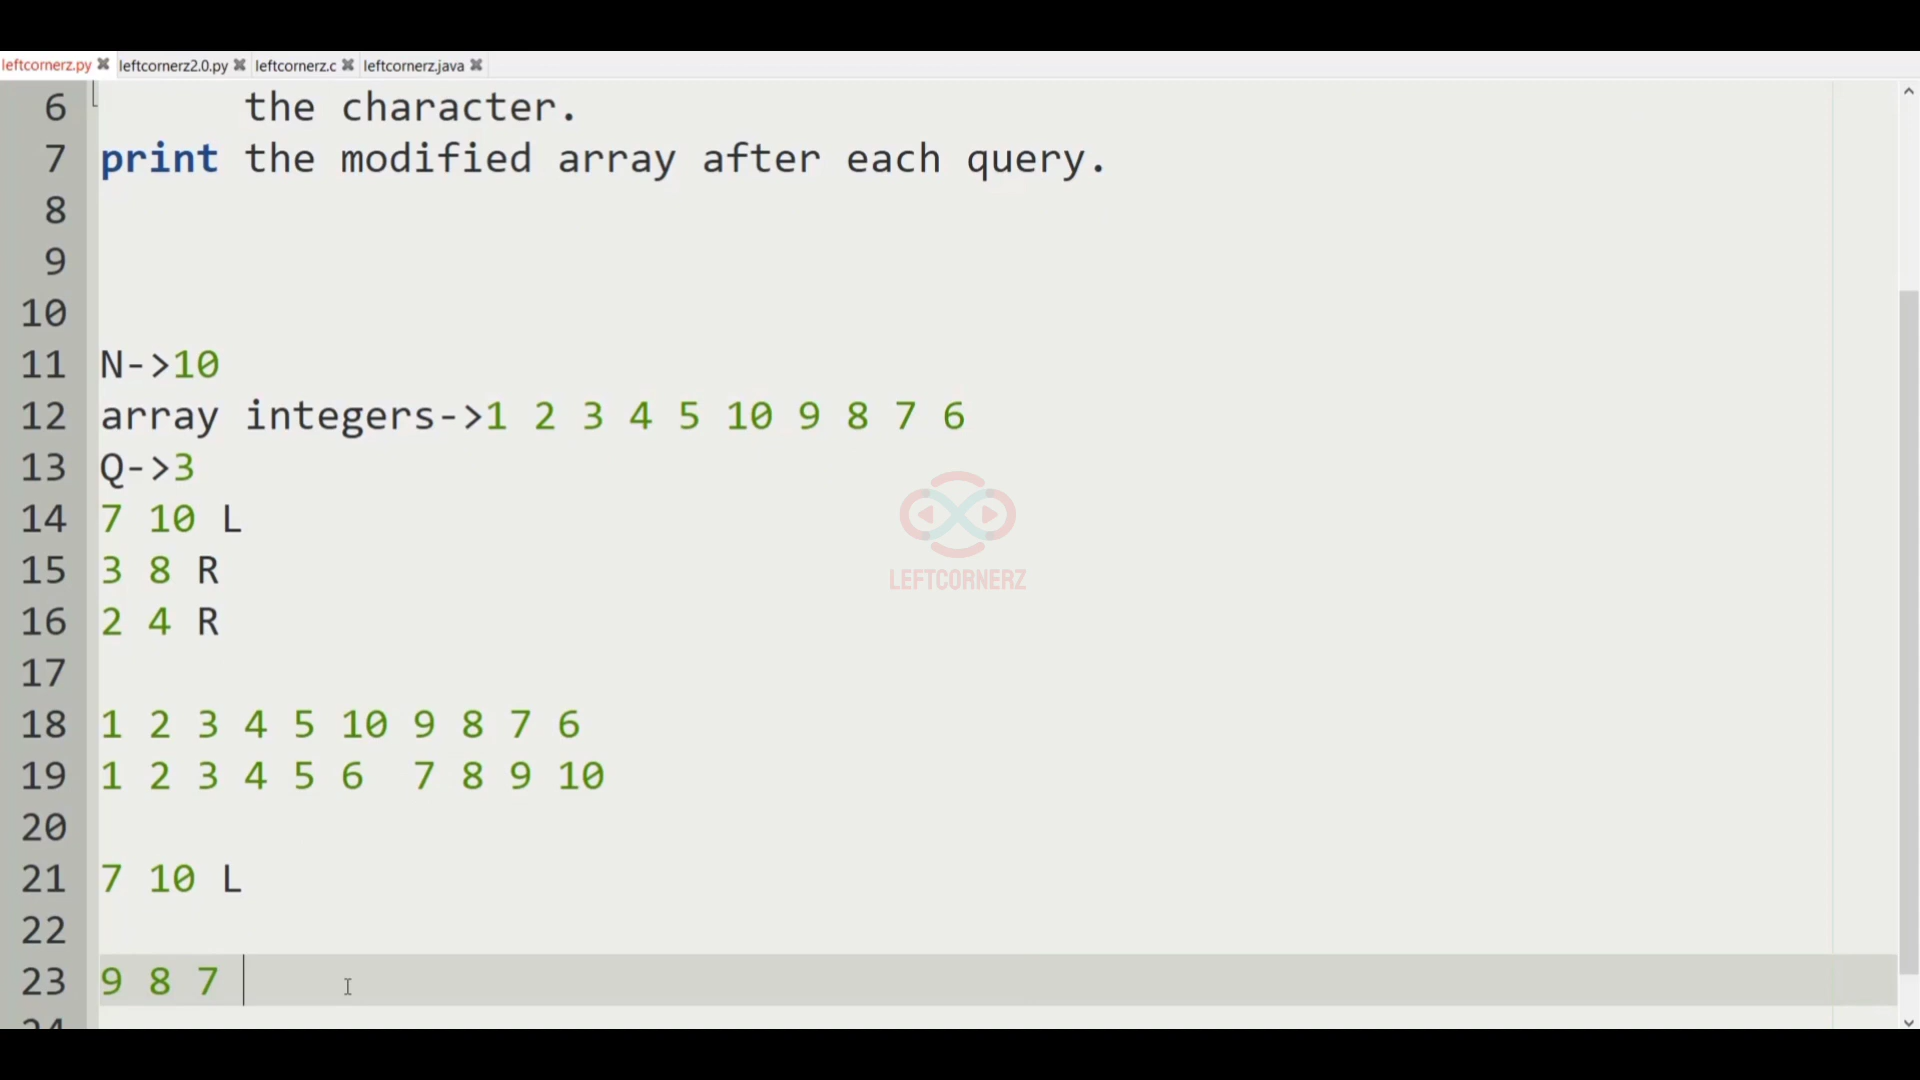 leftcornerz.py leftcornerz2.0.py leftcornerz.c leftcornerz.java
6 the character.
7 print the modified array after each query.
8
9
10
11 N->10
12 array integers->1 2 3 4 5 10 9 8 7 6
13 Q->3
14 7 10 L
15 3 8 R
16 2 4 R
17
18 1 2 3 4 5 10 9 8 7 6
19 1 2 3 4 5 6  7 8 9 10
20
21 7 10 L
22
23 9 8 7
24
LEFTCORNERZ